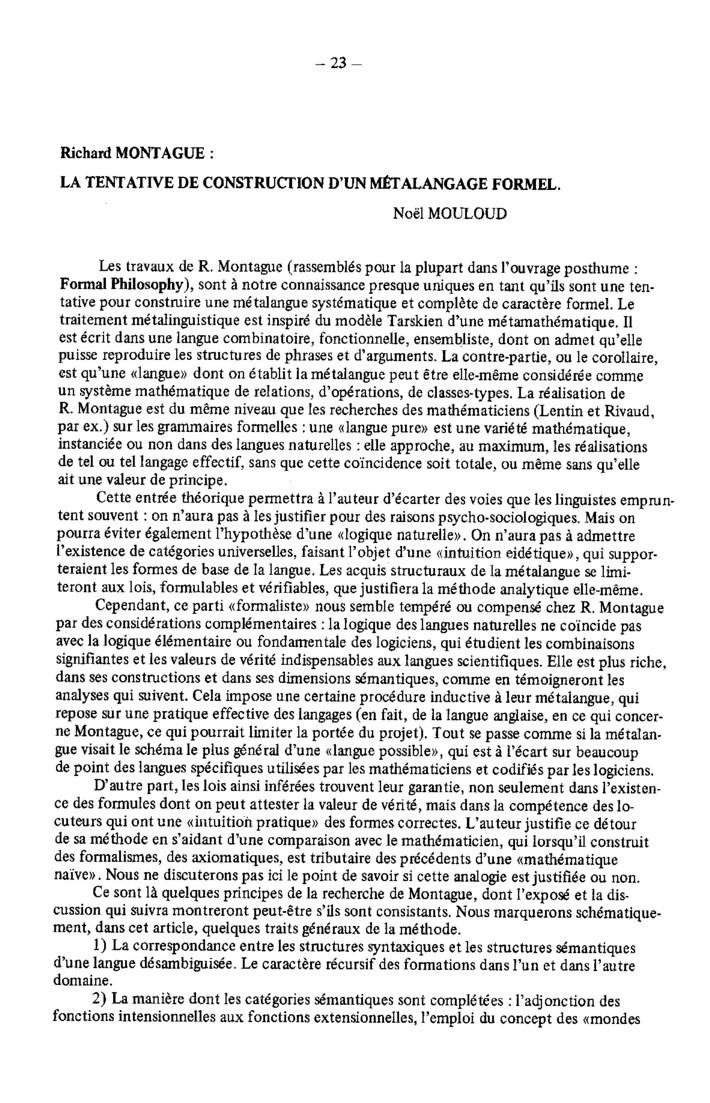 – 23 –
Richard MONTAGUE :
LA TENTATIVE DE CONSTRUCTION D'UN MÉTALANGAGE FORMEL.
Noël MOULOUD
Les travaux de R. Montague (rassemblés pour la plupart dans l'ouvrage posthume :
Formal Philosophy), sont à notre connaissance presque uniques en tant qu'ils sont une ten-
tative pour construire une métalangue systématique et complète de caractère formel. Le
traitement métalinguistique est inspiré du modèle Tarskien d'une métamathématique. Il
est écrit dans une langue combinatoire, fonctionnelle, ensembliste, dont on admet qu'elle
puisse reproduire les structures de phrases et d'arguments. La contre-partie, ou le corollaire,
est qu'une «langue» dont on établit la métalangue peut être elle-même considérée comme
un système mathématique de relations, d'opérations, de classes-types. La réalisation de
R. Montague est du même niveau que les recherches des mathématiciens (Lentin et Rivaud,
par ex.) sur les grammaires formelles : une «langue pure» est une variété mathématique,
instanciée ou non dans des langues naturelles : elle approche, au maximum, les réalisations
de tel ou tel langage effectif, sans que cette coïncidence soit totale, ou même sans qu'elle
ait une valeur de principe.
Cette entrée théorique permettra à l'auteur d'écarter des voies que les linguistes emprun-
tent souvent : on n'aura pas à les justifier pour des raisons psycho-sociologiques. Mais on
pourra éviter également l'hypothèse d'une «logique naturelle». On n'aura pas à admettre
l'existence de catégories universelles, faisant l'objet d'une «intuition eidétique», qui suppor-
teraient les formes de base de la langue. Les acquis structuraux de la métalangue se limi-
teront aux lois, formulables et vérifiables, que justifiera la méthode analytique elle-même.
Cependant, ce parti «formaliste» nous semble tempéré ou compensé chez R. Montague
par des considérations complémentaires : la logique des langues naturelles ne coïncide pas
avec la logique élémentaire ou fondamentale des logiciens, qui étudient les combinaisons
signifiantes et les valeurs de vérité indispensables aux langues scientifiques. Elle est plus riche,
dans ses constructions et dans ses dimensions sémantiques, comme en témoigneront les
analyses qui suivent. Cela impose une certaine procédure inductive à leur métalangue, qui
repose sur une pratique effective des langages (en fait, de la langue anglaise, en ce qui concer-
ne Montague, ce qui pourrait limiter la portée du projet). Tout se passe comme si la métalan-
gue visait le schéma le plus général d'une «langue possible», qui est à l'écart sur beaucoup
de point des langues spécifiques utilisées par les mathématiciens et codifiés par les logiciens.
D'autre part, les lois ainsi inférées trouvent leur garantie, non seulement dans l'existen-
ce des formules dont on peut attester la valeur de vérité, mais dans la compétence des lo-
cuteurs qui ont une «intuition pratique» des formes correctes. L'auteur justifie ce détour
de sa méthode en s'aidant d'une comparaison avec le mathématicien, qui lorsqu'il construit
des formalismes, des axiomatiques, est tributaire des précédents d'une «mathématique
naïve». Nous ne discuterons pas ici le point de savoir si cette analogie est justifiée ou non.
Ce sont là quelques principes de la recherche de Montague, dont l'exposé et la dis-
cussion qui suivra montreront peut-être s'ils sont consistants. Nous marquerons schématique-
ment, dans cet article, quelques traits généraux de la méthode.
1) La correspondance entre les structures syntaxiques et les structures sémantiques
d'une langue désambiguisée. Le caractère récursif des formations dans l'un et dans l'autre
domaine.
2) La manière dont les catégories sémantiques sont complétées : l'adjonction des
fonctions intensionnelles aux fonctions extensionnelles, l'emploi du concept des «mondes